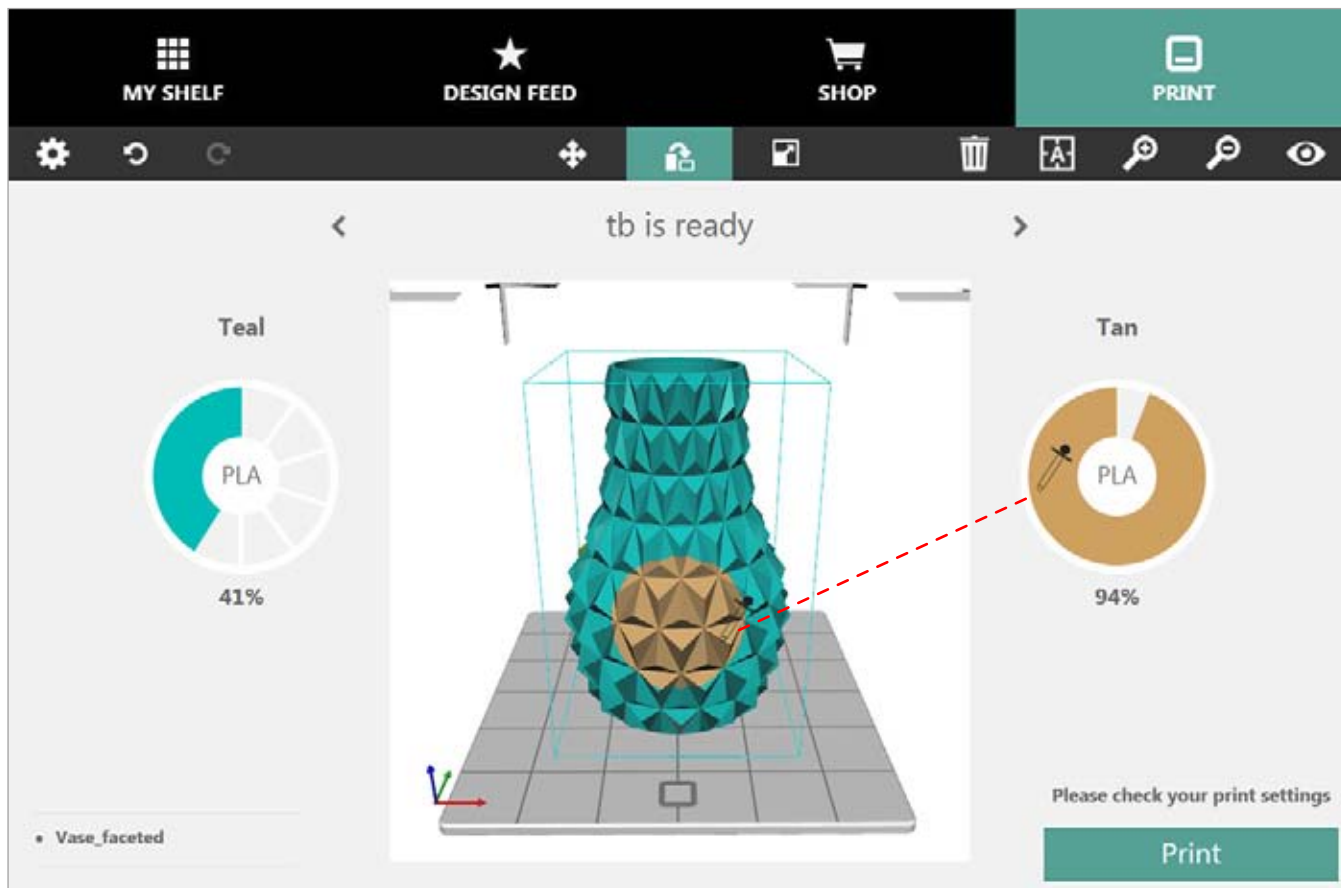 MY SHELF
DESIGN FEED
SHOP
PRINT
A
tb is ready
Teal
PLA
41%
Tan
PLA
94%
Vase_faceted
Please check your print settings
Print